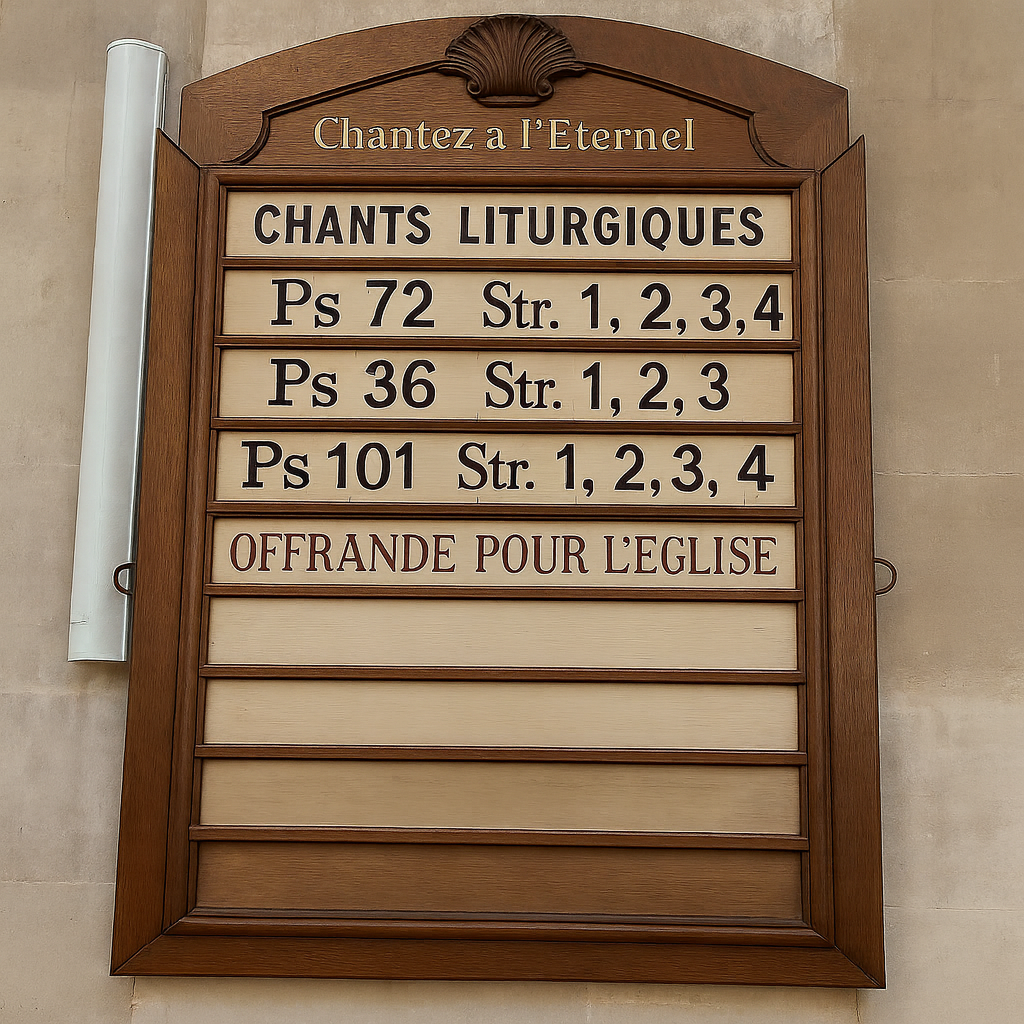 Chantez a l'Eternel
CHANTS LITURGIQUES
Ps 72 Str. 1, 2, 3, 4
Ps 36 Str. 1, 2, 3
Ps 101 Str. 1, 2, 3, 4
OFFRANDE POUR L'EGLISE